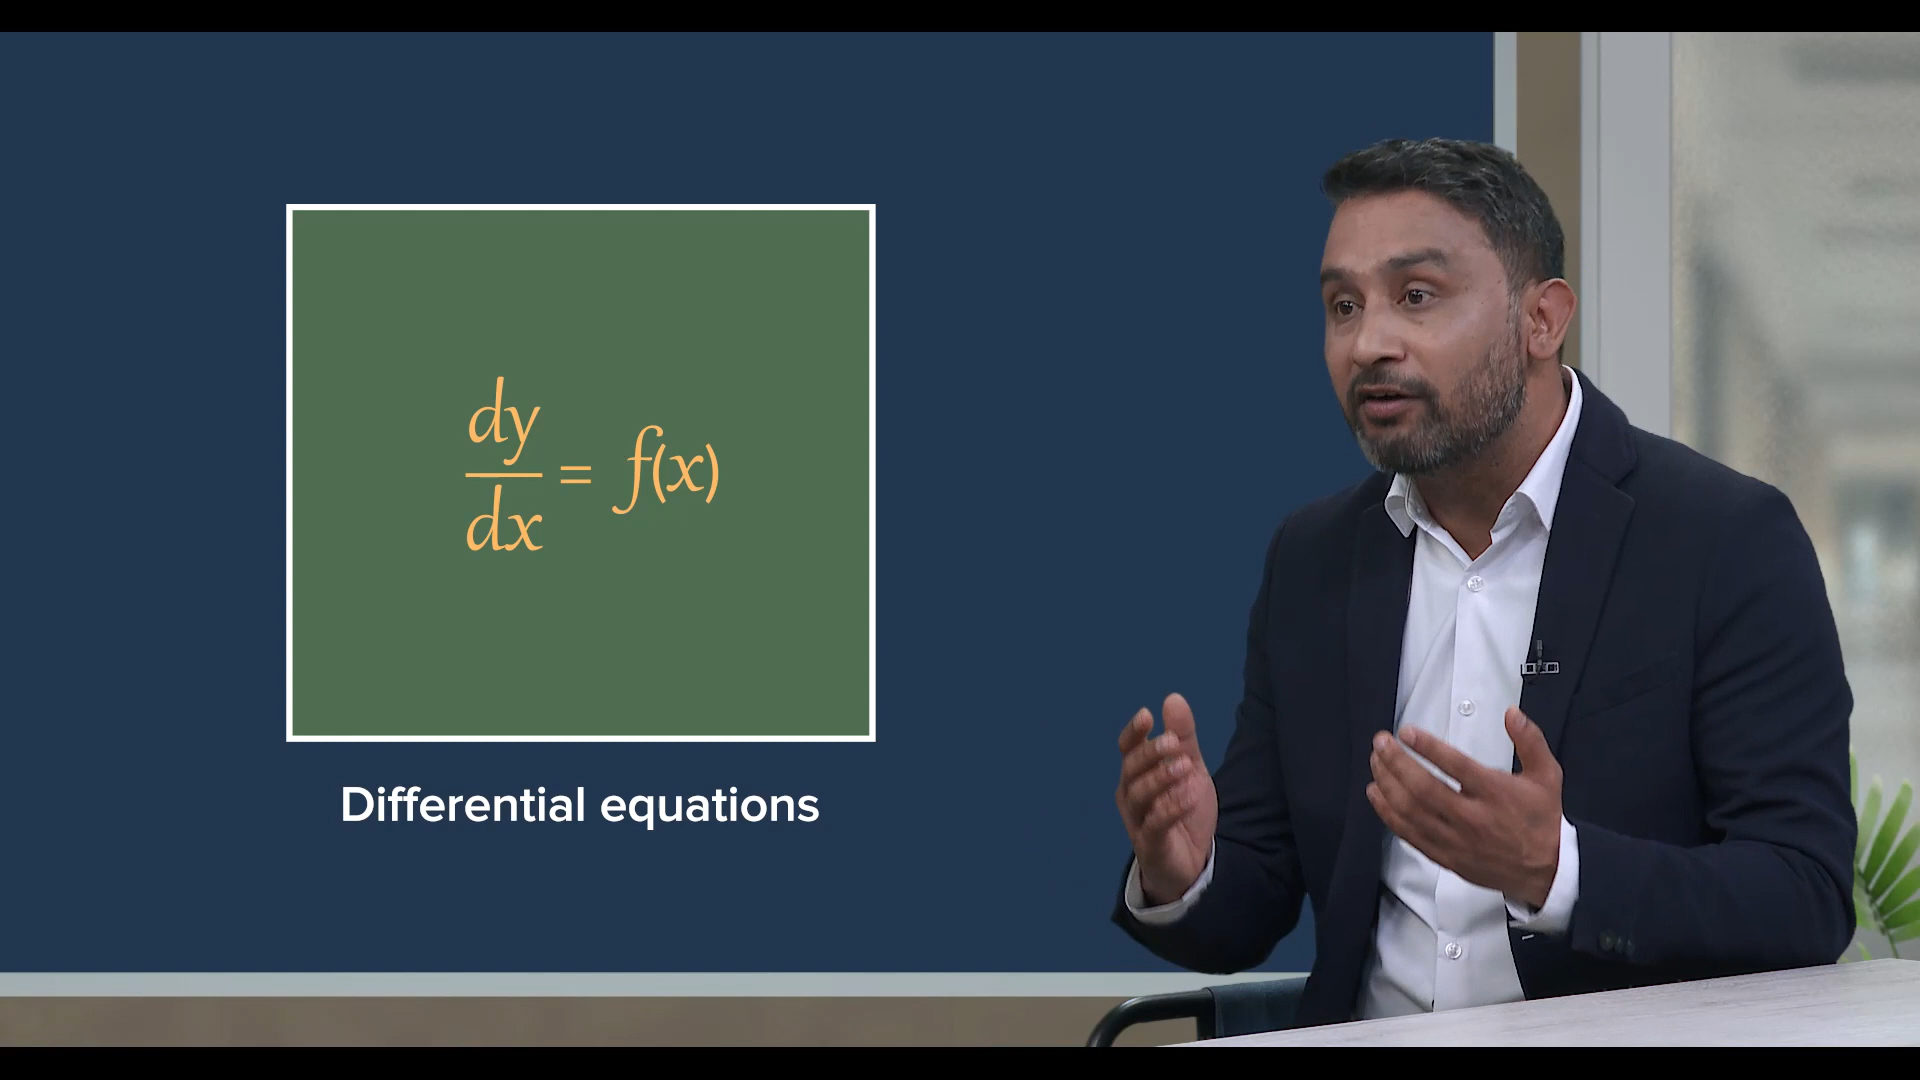 dy/dx = f(x)
Differential equations